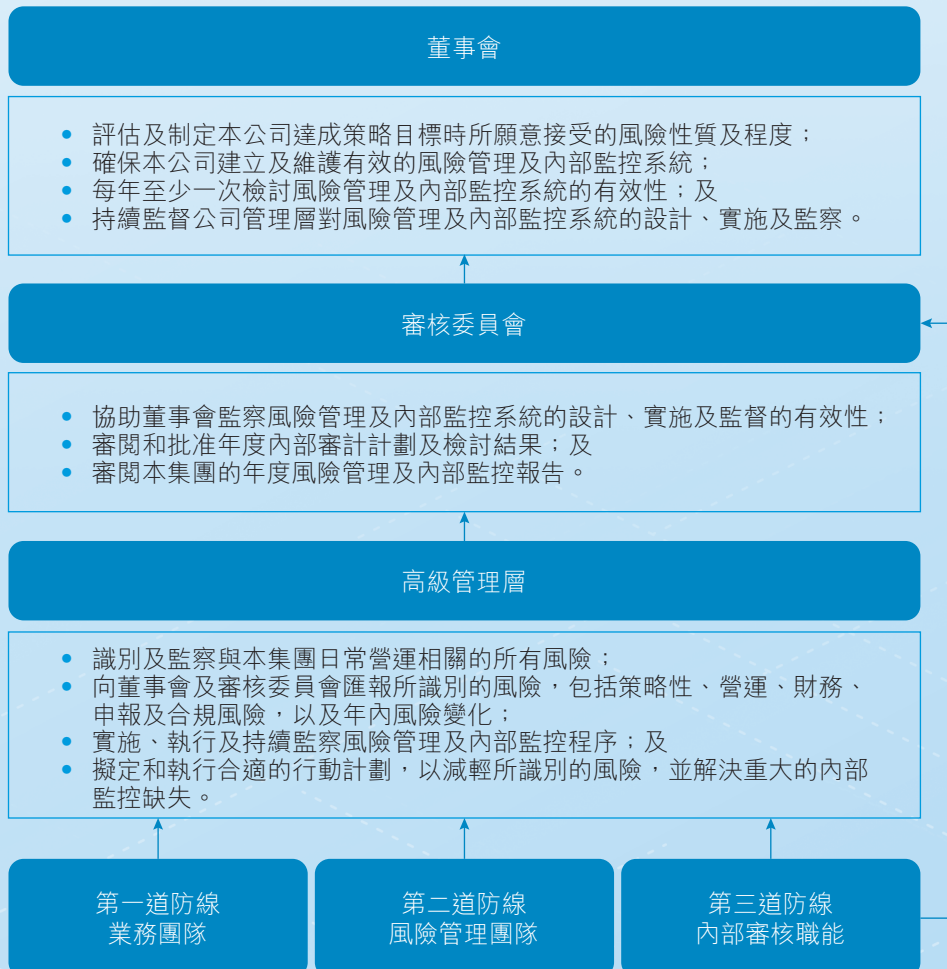 董事會
• 評估及制定本公司達成策略目標時所願意接受的風險性質及程度；
• 確保本公司建立及維護有效的風險管理及內部監控系統；
• 每年至少一次檢討風險管理及內部監控系統的有效性；及
• 持續監督公司管理層對風險管理及內部監控系統的設計、實施及監察。
審核委員會
• 協助董事會監察風險管理及內部監控系統的設計、實施及監督的有效性；
• 審閱和批准年度內部審計計劃及檢討結果；及
• 審閱本集團的年度風險管理及內部監控報告。
高級管理層
• 識別及監察與本集團日常營運相關的所有風險；
• 向董事會及審核委員會匯報所識別的風險，包括策略性、營運、財務、
申報及合規風險，以及年內風險變化；
• 實施、執行及持續監察風險管理及內部監控程序；及
• 擬定和執行合適的行動計劃，以減輕所識別的風險，並解決重大的內部
監控缺失。
第一道防線
業務團隊
第二道防線
風險管理團隊
第三道防線
內部審核職能